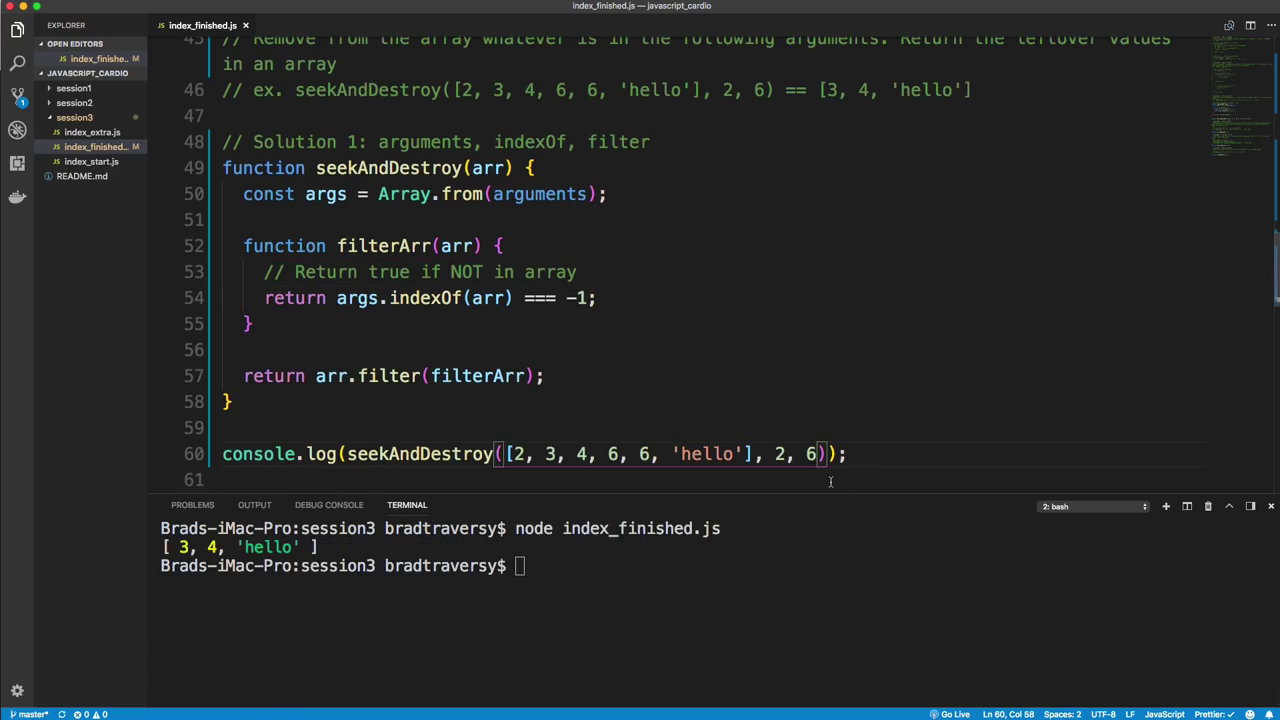 index_finished.js — javascript_cardio
EXPLORER
OPEN EDITORS
index_finishe... M
JAVASCRIPT_CARDIO
session1
session2
session3
index_extra.js
index_finished... M
index_start.js
README.md
1
index_finished.js
45 // Remove from the array whatever is in the following arguments. Return the leftover values
in an array
46 // ex. seekAndDestroy([2, 3, 4, 6, 6, 'hello'], 2, 6) == [3, 4, 'hello']
47
48 // Solution 1: arguments, indexOf, filter
49 function seekAndDestroy(arr) {
50 const args = Array.from(arguments);
51
52 function filterArr(arr) {
53 // Return true if NOT in array
54 return args.indexOf(arr) === -1;
55 }
56
57 return arr.filter(filterArr);
58 }
59
60 console.log(seekAndDestroy([2, 3, 4, 6, 6, 'hello'], 2, 6));
61
PROBLEMS OUTPUT DEBUG CONSOLE TERMINAL 2: bash
Brads-iMac-Pro:session3 bradtraversy$ node index_finished.js
[ 3, 4, 'hello' ]
Brads-iMac-Pro:session3 bradtraversy$
master* 0 0 Go Live Ln 60, Col 58 Spaces: 2 UTF-8 LF JavaScript Prettier: ✓